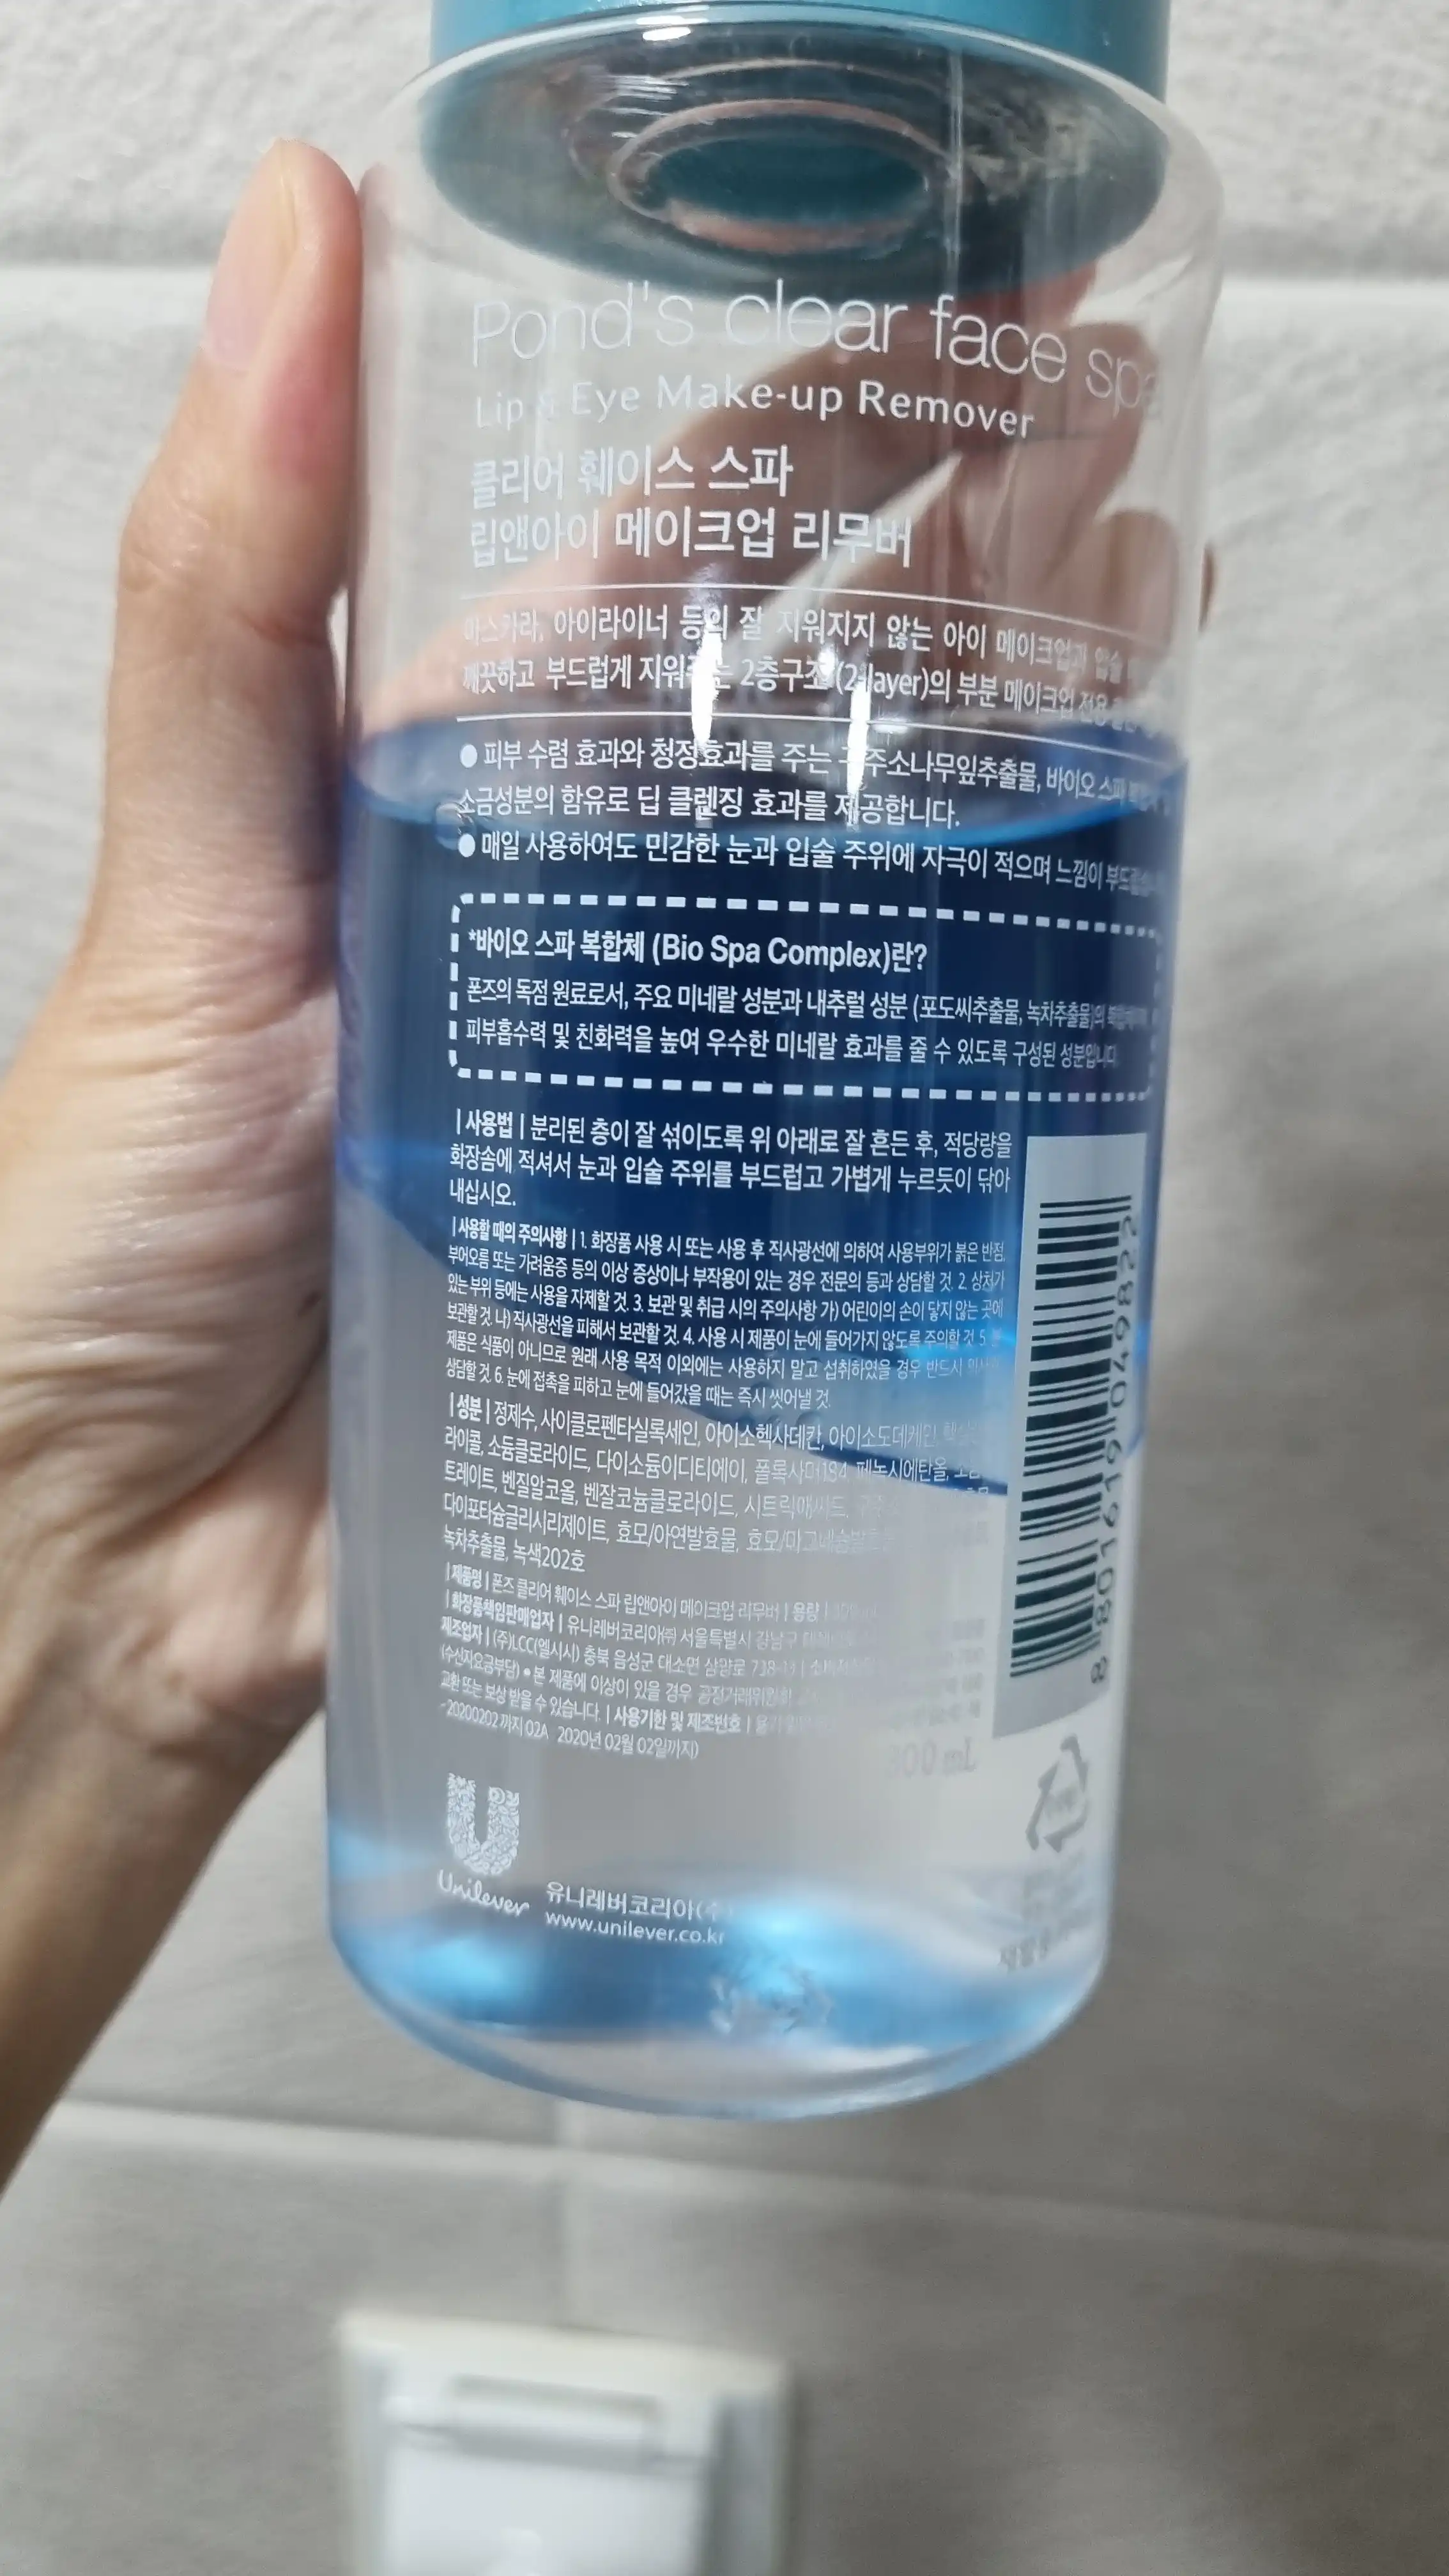 Pond's clear face spa
Lip & Eye Make-up Remover
클리어 훼이스 스파
립앤아이 메이크업 리무버
마스카라, 아이라이너 등의 잘 지워지지 않는 아이 메이크업과 입술
깨끗하고 부드럽게 지워주는 2층구조(2-layer)의 부분 메이크업 전용
● 피부 수렴 효과와 청정효과를 주는 구주소나무잎추출물, 바이오 스파
소금성분의 함유로 딥 클렌징 효과를 제공합니다.
● 매일 사용하여도 민감한 눈과 입술 주위에 자극이 적으며 느낌이 부드럽습니
*바이오 스파 복합체 (Bio Spa Complex)란?
폰즈의 독점 원료로서, 주요 미네랄 성분과 내추럴 성분 (포도씨추출물, 녹차추출물)의
피부흡수력 및 친화력을 높여 우수한 미네랄 효과를 줄 수 있도록 구성된 성분입니다.
| 사용법 | 분리된 층이 잘 섞이도록 위 아래로 잘 흔든 후, 적당량을
화장솜에 적셔서 눈과 입술 주위를 부드럽고 가볍게 누르듯이 닦아
내십시오.
| 사용할 때의 주의사항 | 1. 화장품 사용 시 또는 사용 후 직사광선에 의하여 사용부위가 붉은 반점,
부어오름 또는 가려움증 등의 이상 증상이나 부작용이 있는 경우 전문의 등과 상담할 것. 2. 상처가
있는 부위 등에는 사용을 자제할 것. 3. 보관 및 취급 시의 주의사항 가) 어린이의 손이 닿지 않는 곳에
보관할 것. 나) 직사광선을 피해서 보관할 것. 4. 사용 시 제품이 눈에 들어가지 않도록 주의할 것 5. 본
제품은 식품이 아니므로 원래 사용 목적 이외에는 사용하지 말고 섭취하였을 경우 반드시
상담할 것. 6. 눈에 접촉을 피하고 눈에 들어갔을 때는 즉시 씻어낼 것.
| 성분 | 정제수, 사이클로펜타실록세인, 아이소헥사데칸, 아이소도데케인,
라이콜, 소듐클로라이드, 다이소듐이디티에이, 폴록사머184, 페녹시에탄올,
트레이트, 벤질알코올, 벤잘코늄클로라이드, 시트릭애씨드,
다이포타슘글리시리제이트, 효모/아연발효물, 효모/마그네슘발효물
녹차추출물, 녹색202호
| 제품명 | 폰즈 클리어 훼이스 스파 립앤아이 메이크업 리무버 | 용량 |
| 화장품책임판매업자 | 유니레버코리아㈜ 서울특별시 강남구
제조업자 | (주)LCC(엘시시) 충북 음성군 대소면 삼양로
(수신자요금부담) • 본 제품에 이상이 있을 경우 공정거래위원회
교환 또는 보상 받을 수 있습니다. | 사용기한 및 제조번호 |
~20200202 까지 02A 2020년 02월 02일까지)
8801619049822
Unilever
유니레버코리아(주)
www.unilever.co.kr